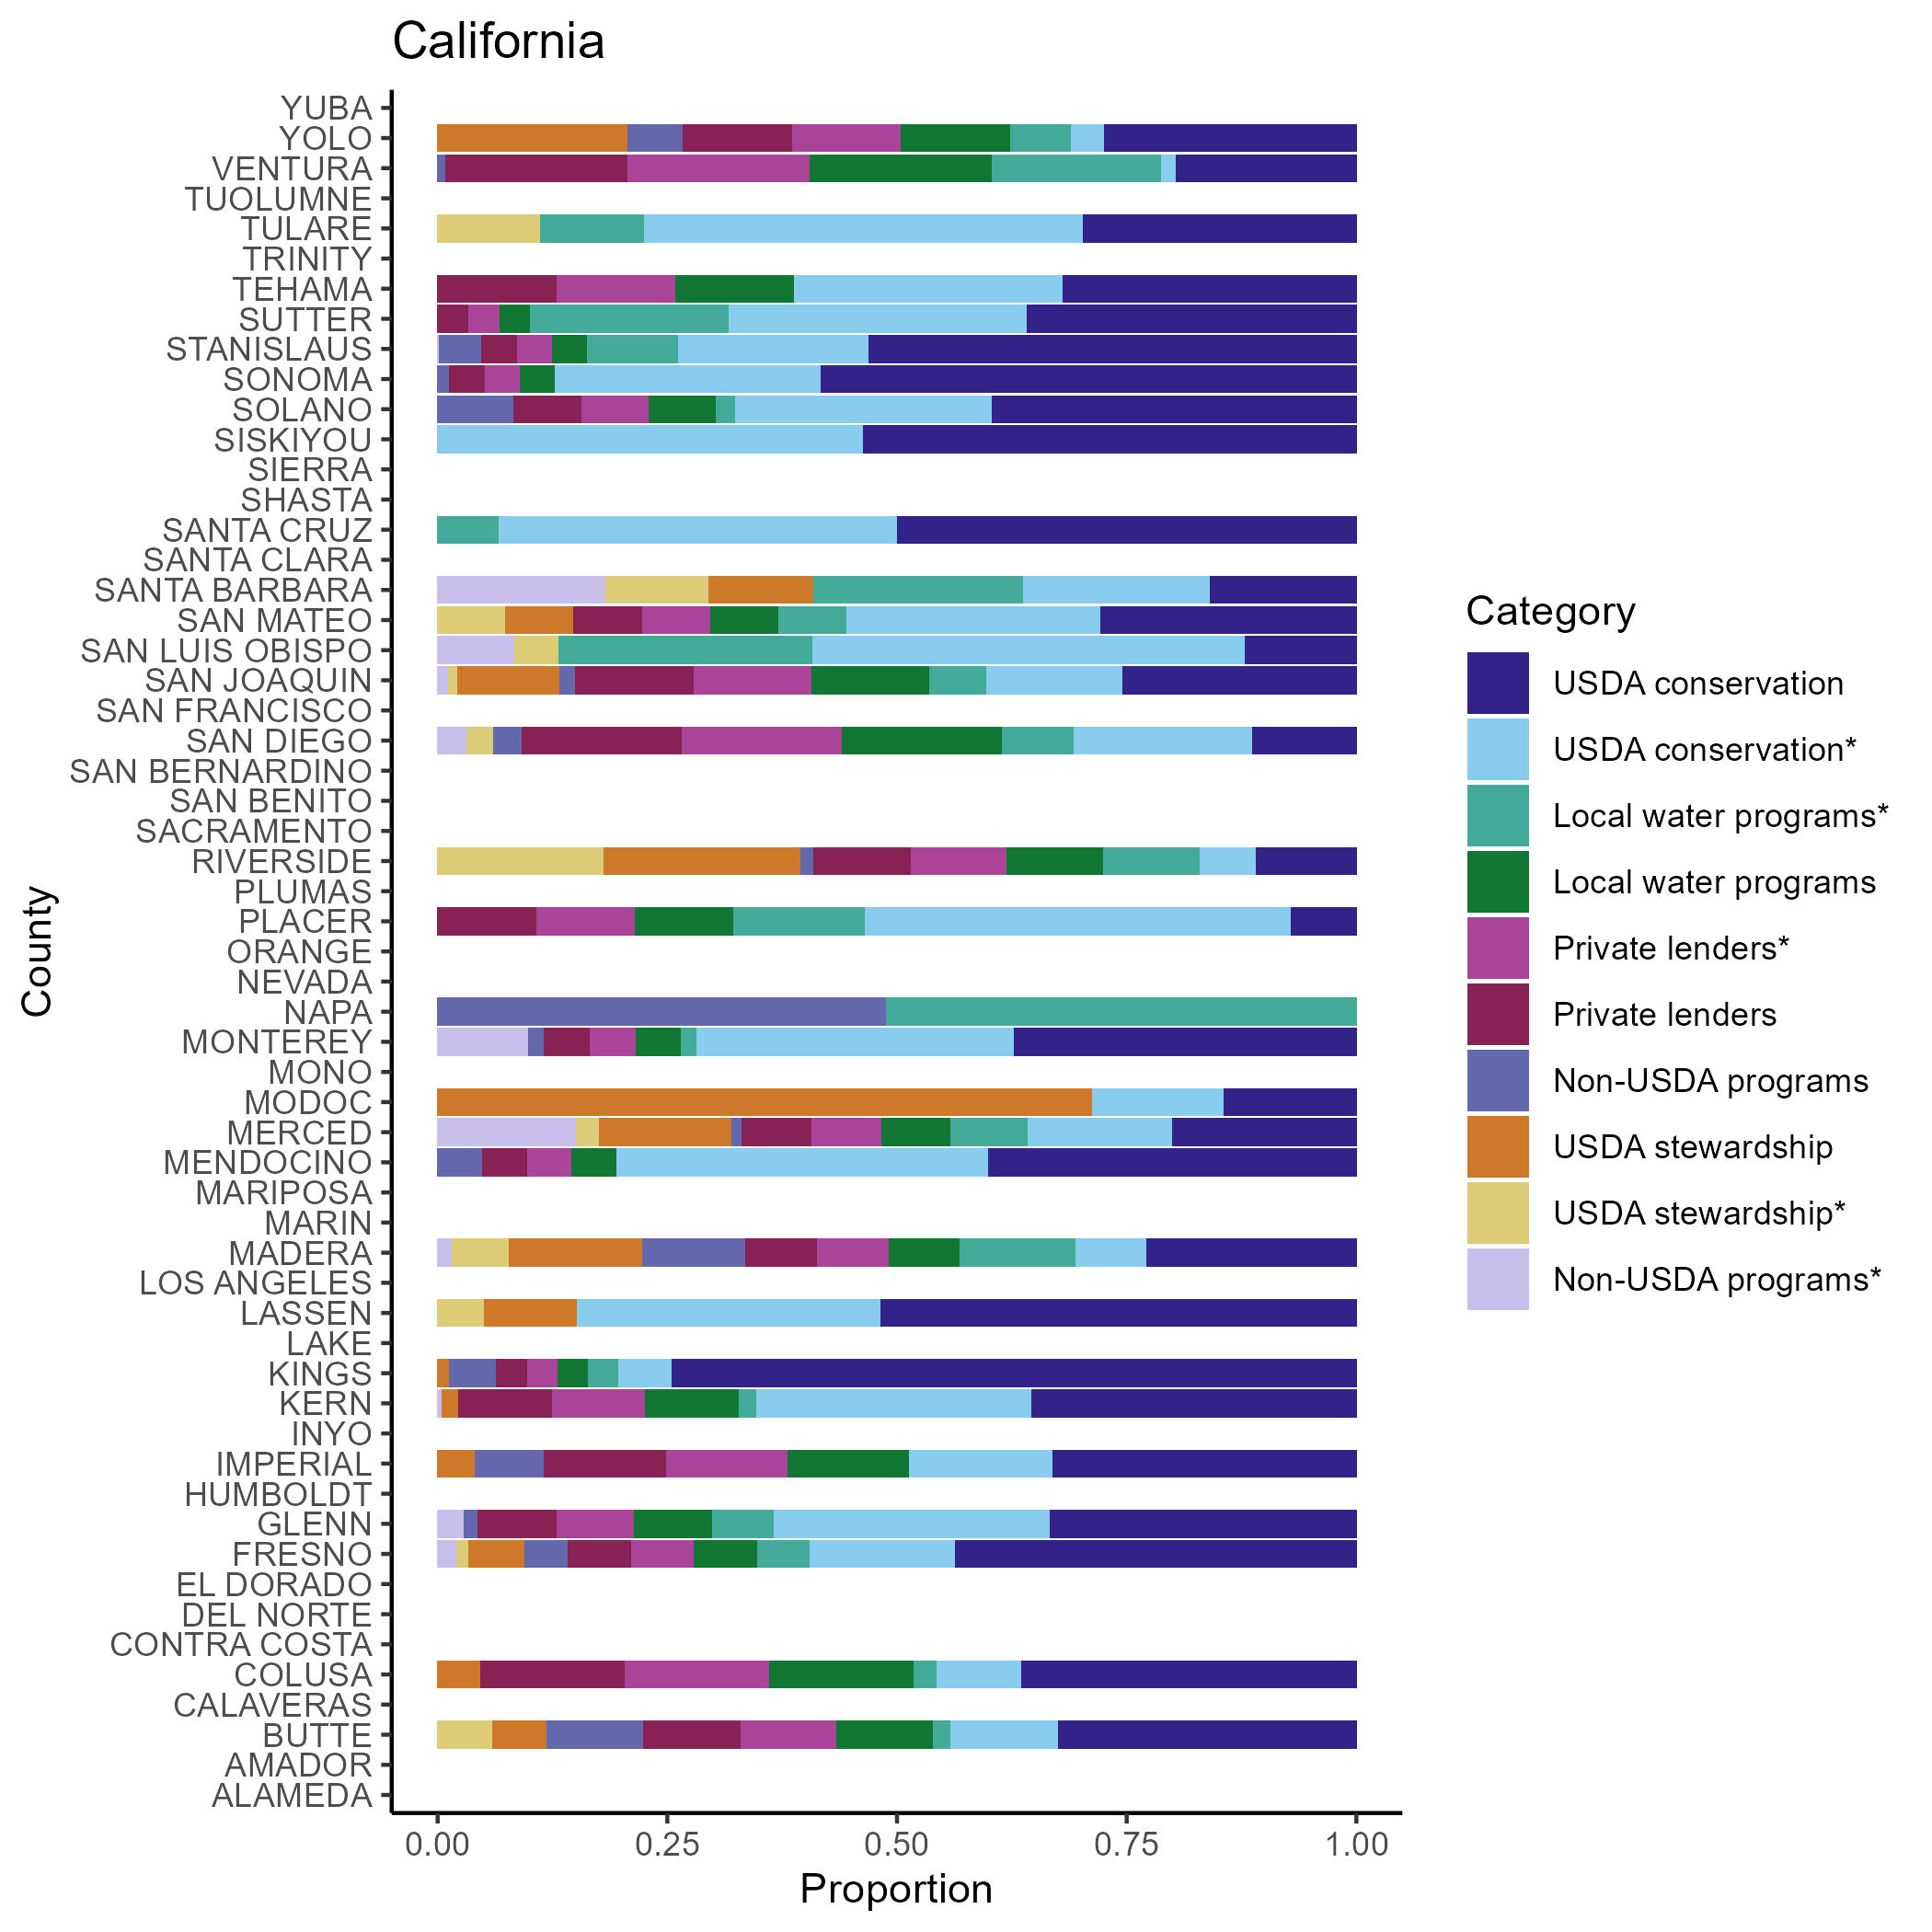 California
YUBA
YOLO
VENTURA
TUOLUMNE
TULARE
TRINITY
TEHAMA
SUTTER
STANISLAUS
SONOMA
SOLANO
SISKIYOU
SIERRA
SHASTA
SANTA CRUZ
SANTA CLARA
SANTA BARBARA
SAN MATEO
SAN LUIS OBISPO
SAN JOAQUIN
SAN FRANCISCO
SAN DIEGO
SAN BERNARDINO
SAN BENITO
SACRAMENTO
RIVERSIDE
PLUMAS
PLACER
ORANGE
NEVADA
NAPA
MONTEREY
MONO
MODOC
MERCED
MENDOCINO
MARIPOSA
MARIN
MADERA
LOS ANGELES
LASSEN
LAKE
KINGS
KERN
INYO
IMPERIAL
HUMBOLDT
GLENN
FRESNO
EL DORADO
DEL NORTE
CONTRA COSTA
COLUSA
CALAVERAS
BUTTE
AMADOR
ALAMEDA
County
0.00 0.25 0.50 0.75 1.00
Proportion
Category
USDA conservation
USDA conservation*
Local water programs*
Local water programs
Private lenders*
Private lenders
Non-USDA programs
USDA stewardship
USDA stewardship*
Non-USDA programs*